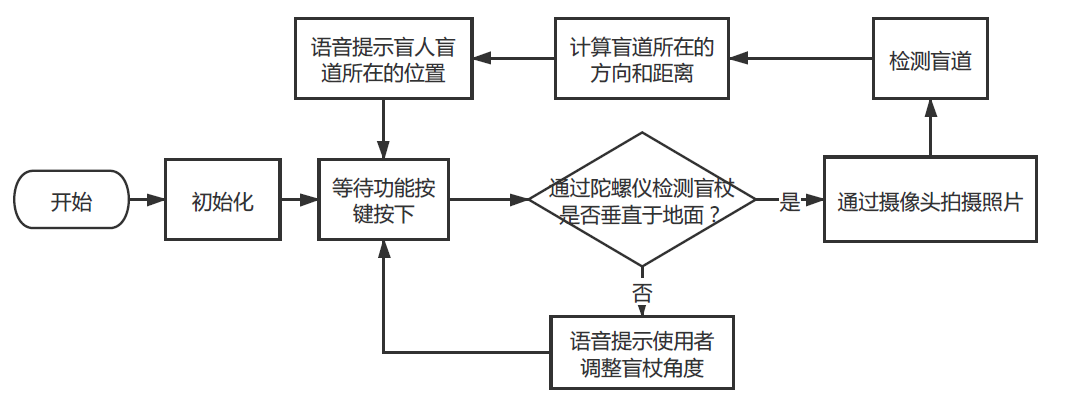 语音提示盲人盲
道所在的位置
计算盲道所在的
方向和距离
检测盲道
开始
初始化
等待功能按
键按下
通过陀螺仪检测盲杖
是否垂直于地面？
是
通过摄像头拍摄照片
否
语音提示使用者
调整盲杖角度